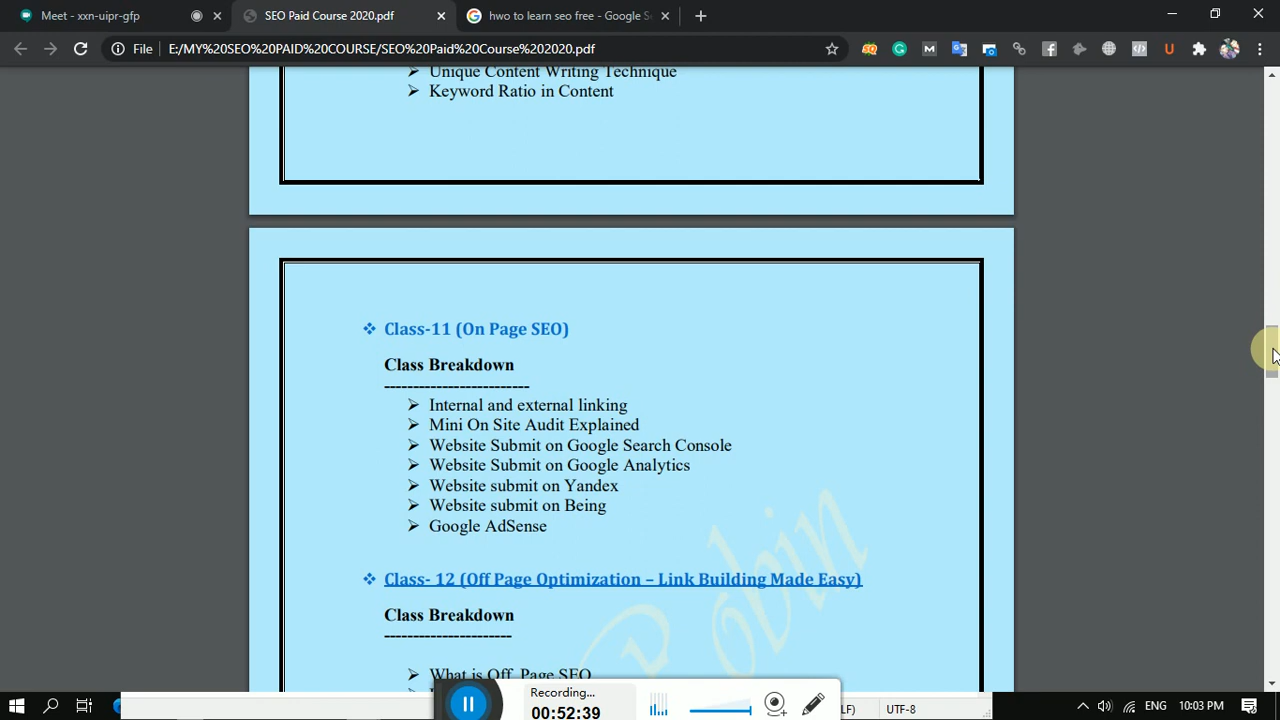 Meet - xxn-uipr-gfp
SEO Paid Course 2020.pdf
hwo to learn seo free - Google S
File
E:/MY%20SEO%20PAID%20COURSE/SEO%20Paid%20Course%202020.pdf
Unique Content Writing Technique
Keyword Ratio in Content
Class-11 (On Page SEO)
Class Breakdown
-------------------------
Internal and external linking
Mini On Site Audit Explained
Website Submit on Google Search Console
Website Submit on Google Analytics
Website submit on Yandex
Website submit on Being
Google AdSense
Class- 12 (Off Page Optimization – Link Building Made Easy)
Class Breakdown
----------------------
What is Off Page SEO
Robin
Recording...
00:52:39
LF)
UTF-8
ENG
10:03 PM